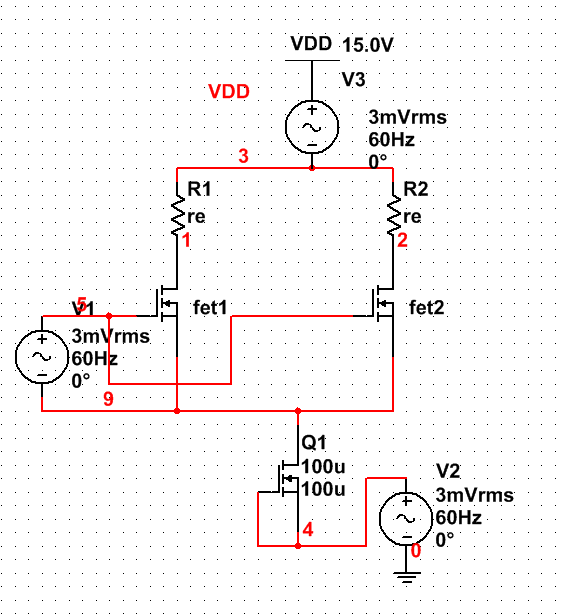 VDD 15.0V
VDD
V3
3mVrms
60Hz
0°
3
R1
re
1
R2
re
2
fet1
fet2
V1
5
3mVrms
60Hz
0°
9
Q1
100u
100u
4
V2
3mVrms
60Hz
0°
0